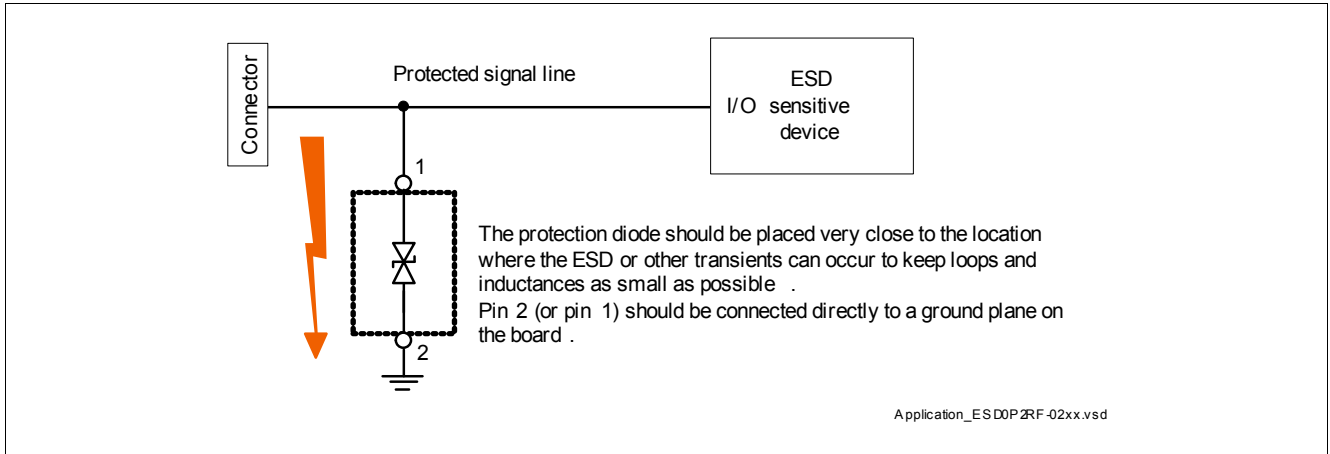 Connector
Protected signal line
ESD
I/O sensitive
device
1
The protection diode should be placed very close to the location
where the ESD or other transients can occur to keep loops and
inductances as small as possible .
Pin 2 (or pin 1) should be connected directly to a ground plane on
the board .
2
Application_ESD0P2RF-02xx.vsd